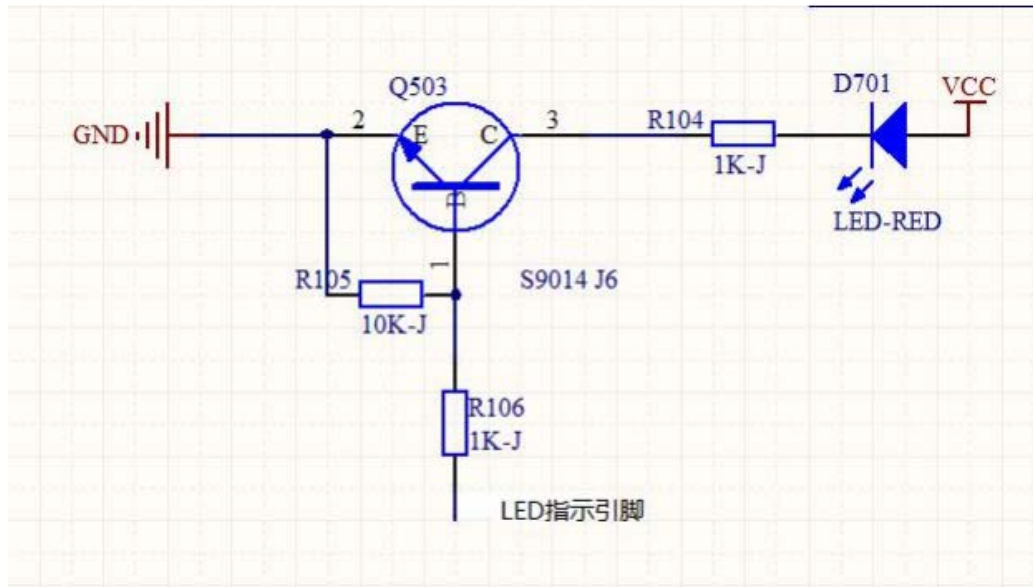 Q503
D701
VCC
GND
2
E
C
3
R104
1K-J
B
LED-RED
1
R105
S9014 J6
10K-J
R106
1K-J
LED指示引脚